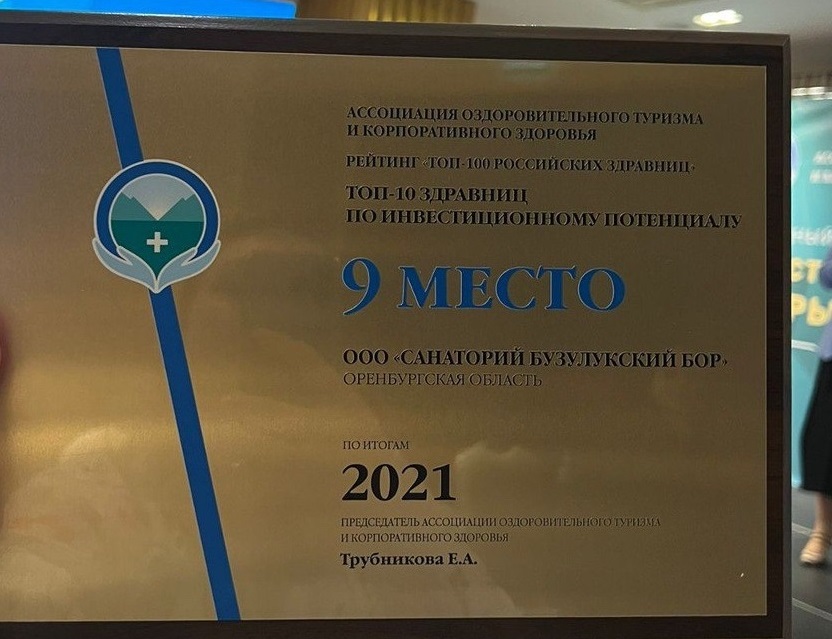 АССОЦИАЦИЯ ОЗДОРОВИТЕЛЬНОГО ТУРИЗМА
И КОРПОРАТИВНОГО ЗДОРОВЬЯ
РЕЙТИНГ «ТОП-100 РОССИЙСКИХ ЗДРАВНИЦ»
ТОП-10 ЗДРАВНИЦ
ПО ИНВЕСТИЦИОННОМУ ПОТЕНЦИАЛУ
9 МЕСТО
ООО «САНАТОРИЙ БУЗУЛУКСКИЙ БОР»
ОРЕНБУРГСКАЯ ОБЛАСТЬ
ПО ИТОГАМ
2021
ПРЕДСЕДАТЕЛЬ АССОЦИАЦИИ ОЗДОРОВИТЕЛЬНОГО ТУРИЗМА
И КОРПОРАТИВНОГО ЗДОРОВЬЯ
Трубникова Е.А.